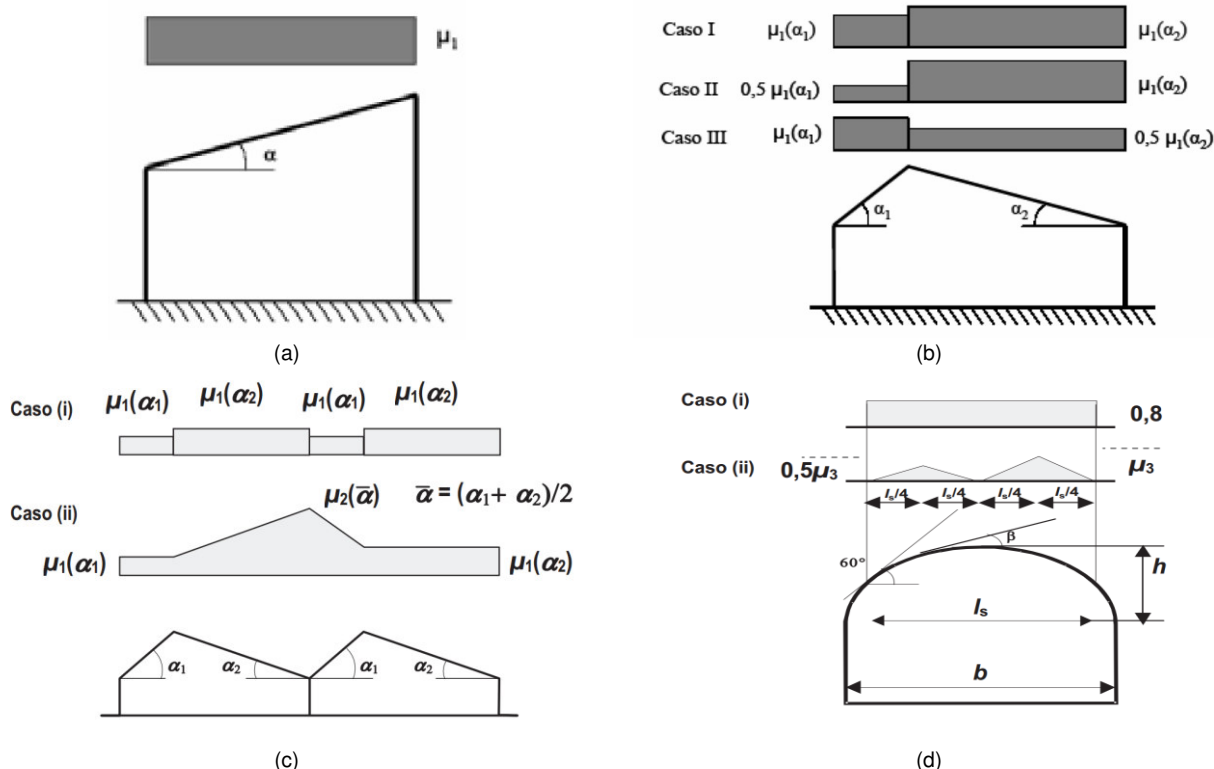 μ₁
α
(a)
Caso I μ₁(α₁) μ₁(α₂)
Caso II 0,5 μ₁(α₁) μ₁(α₂)
Caso III μ₁(α₁) 0,5 μ₁(α₂)
α₁ α₂
(b)
Caso (i) μ₁(α₁) μ₁(α₂) μ₁(α₁) μ₁(α₂)
μ₂(ᾱ) ᾱ = (α₁+ α₂)/2
Caso (ii)
μ₁(α₁) μ₁(α₂)
α₁ α₂ α₁ α₂
(c)
Caso (i) 0,8
Caso (ii) 0,5μ₃ μ₃
lₛ/4 lₛ/4 lₛ/4 lₛ/4
β
60°
h
lₛ
b
(d)